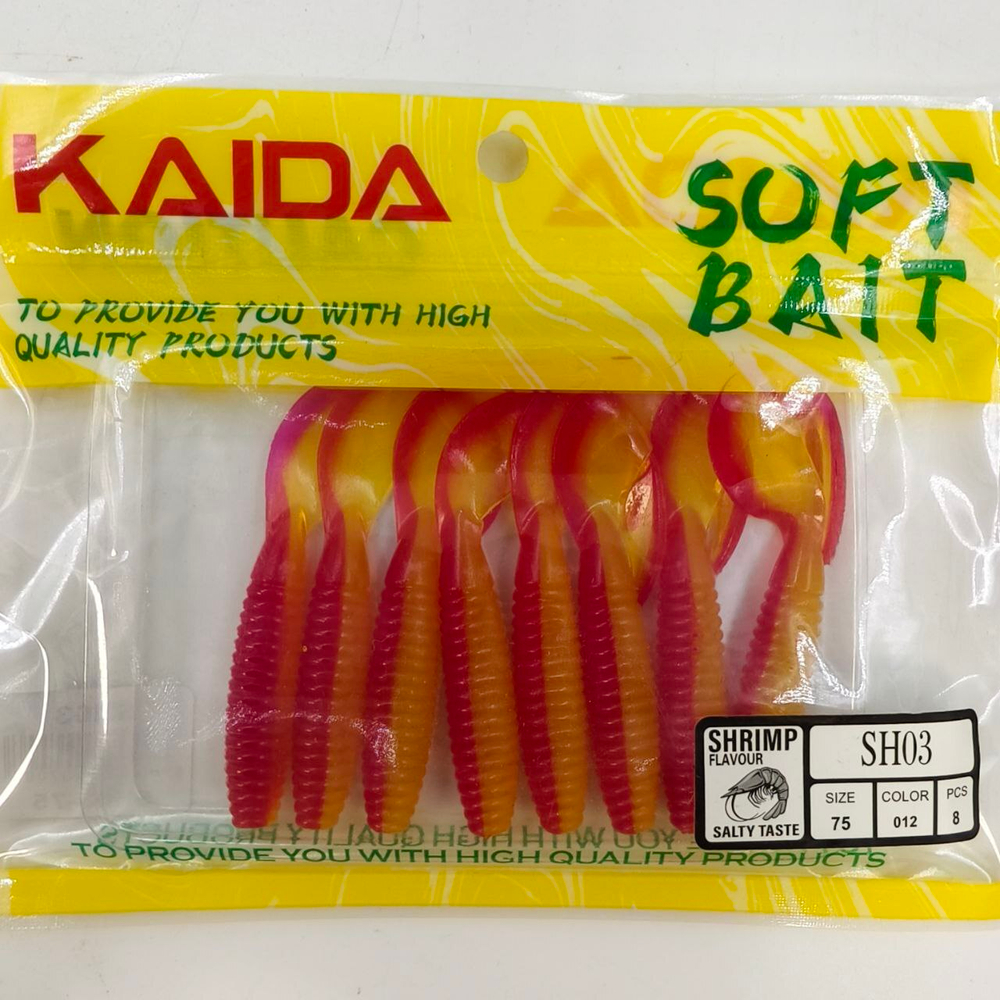 KAIDA
SOFT
BAIT
TO PROVIDE YOU WITH HIGH
QUALITY PRODUCTS
SHRIMP
FLAVOUR
SALTY TASTE
SH03
SIZE
75
COLOR
012
PCS
8
TO PROVIDE YOU WITH HIGH QUALITY PRODUCTS